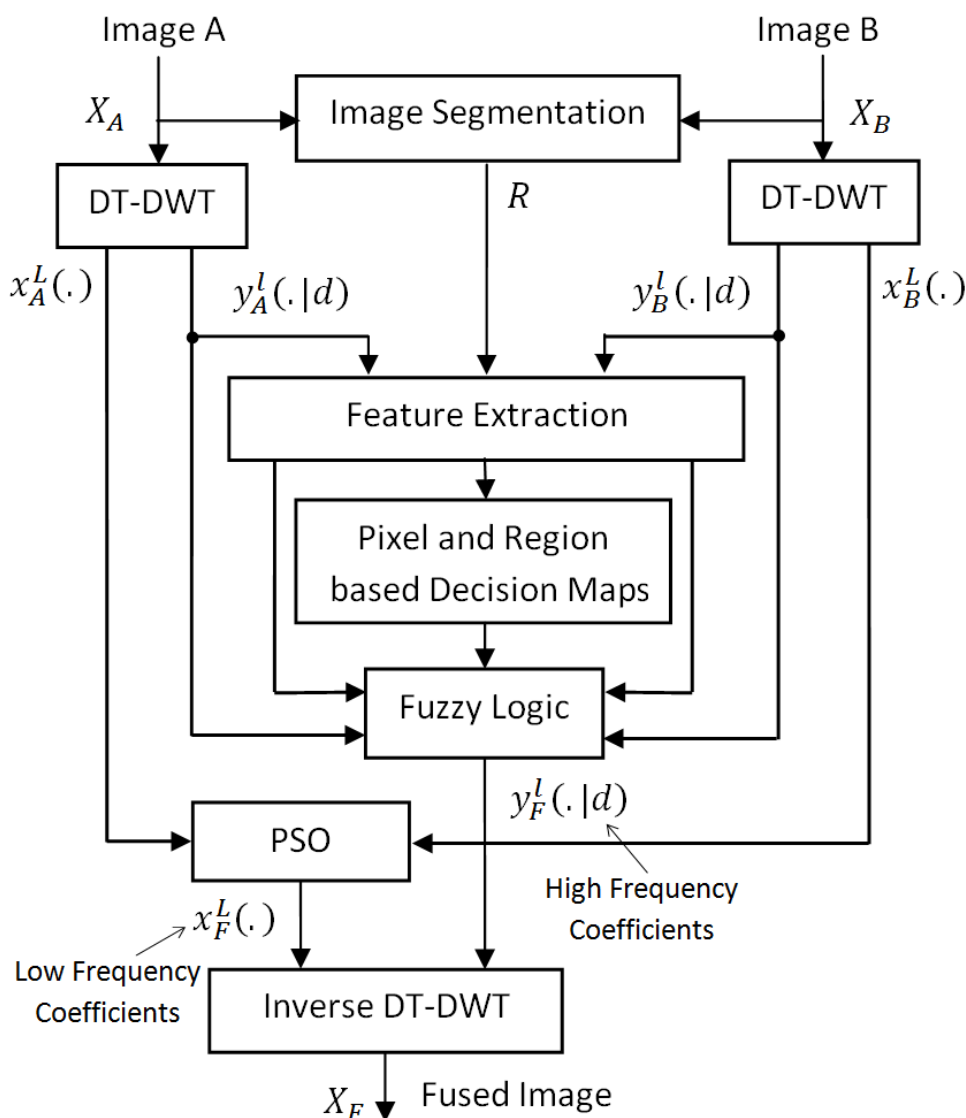 Image A
Image B
X_A
Image Segmentation
X_B
DT-DWT
R
DT-DWT
x_A^L(.)
y_A^l(.|d)
y_B^l(.|d)
x_B^L(.)
Feature Extraction
Pixel and Region
based Decision Maps
Fuzzy Logic
y_F^l(.|d)
PSO
High Frequency
Coefficients
x_F^L(.)
Low Frequency
Coefficients
Inverse DT-DWT
X_F
Fused Image